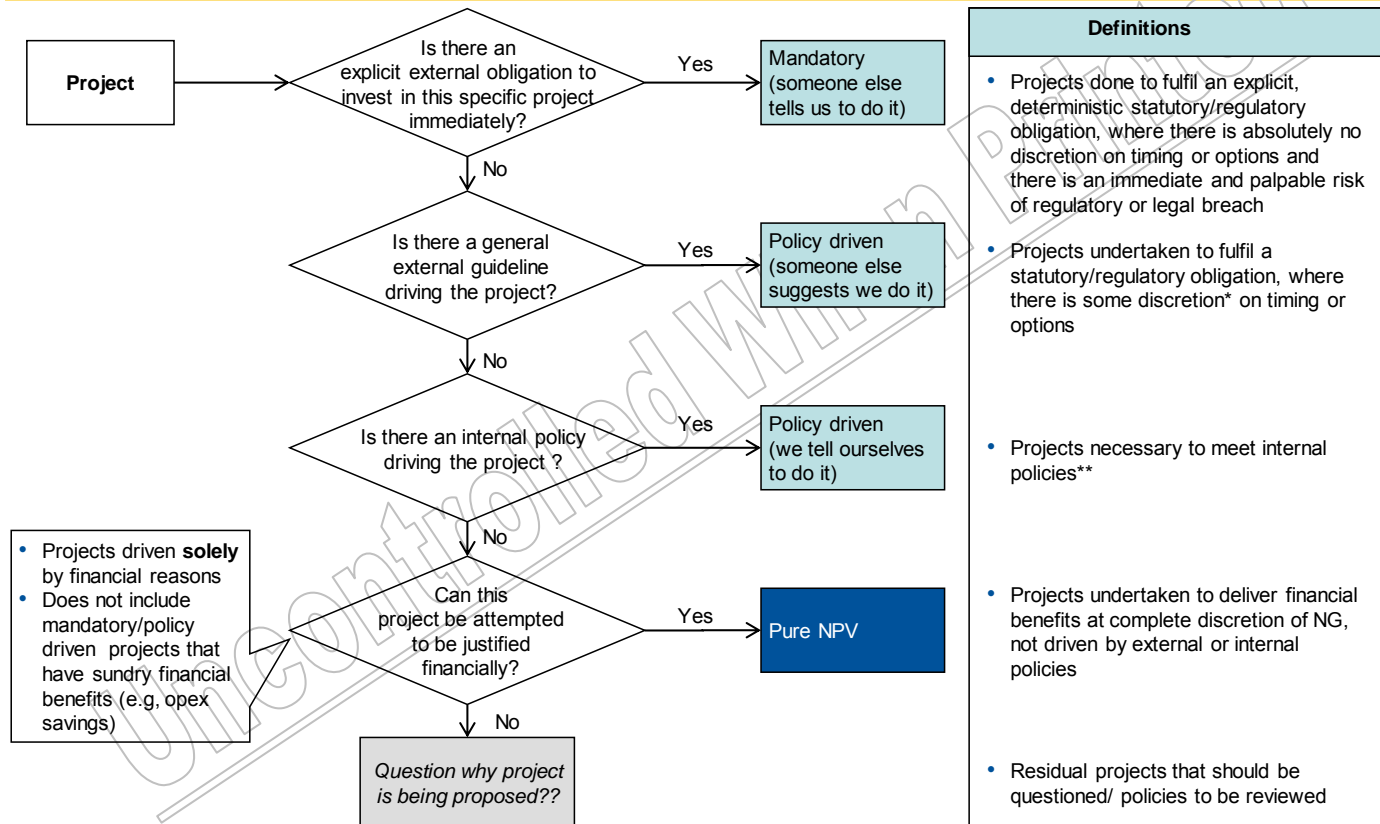 Project
Is there an
explicit external obligation to
invest in this specific project
immediately?
Yes
Mandatory
(someone else
tells us to do it)
No
Is there a general
external guideline
driving the project?
Yes
Policy driven
(someone else
suggests we do it)
No
Is there an internal policy
driving the project ?
Yes
Policy driven
(we tell ourselves
to do it)
No
• Projects driven solely
by financial reasons
• Does not include
mandatory/policy
driven projects that
have sundry financial
benefits (e.g, opex
savings)
Can this
project be attempted
to be justified
financially?
Yes
Pure NPV
No
Question why project
is being proposed??
Definitions
• Projects done to fulfil an explicit,
deterministic statutory/regulatory
obligation, where there is absolutely no
discretion on timing or options and
there is an immediate and palpable risk
of regulatory or legal breach
• Projects undertaken to fulfil a
statutory/regulatory obligation, where
there is some discretion* on timing or
options
• Projects necessary to meet internal
policies**
• Projects undertaken to deliver financial
benefits at complete discretion of NG,
not driven by external or internal
policies
• Residual projects that should be
questioned/ policies to be reviewed
Uncontrolled When Printed